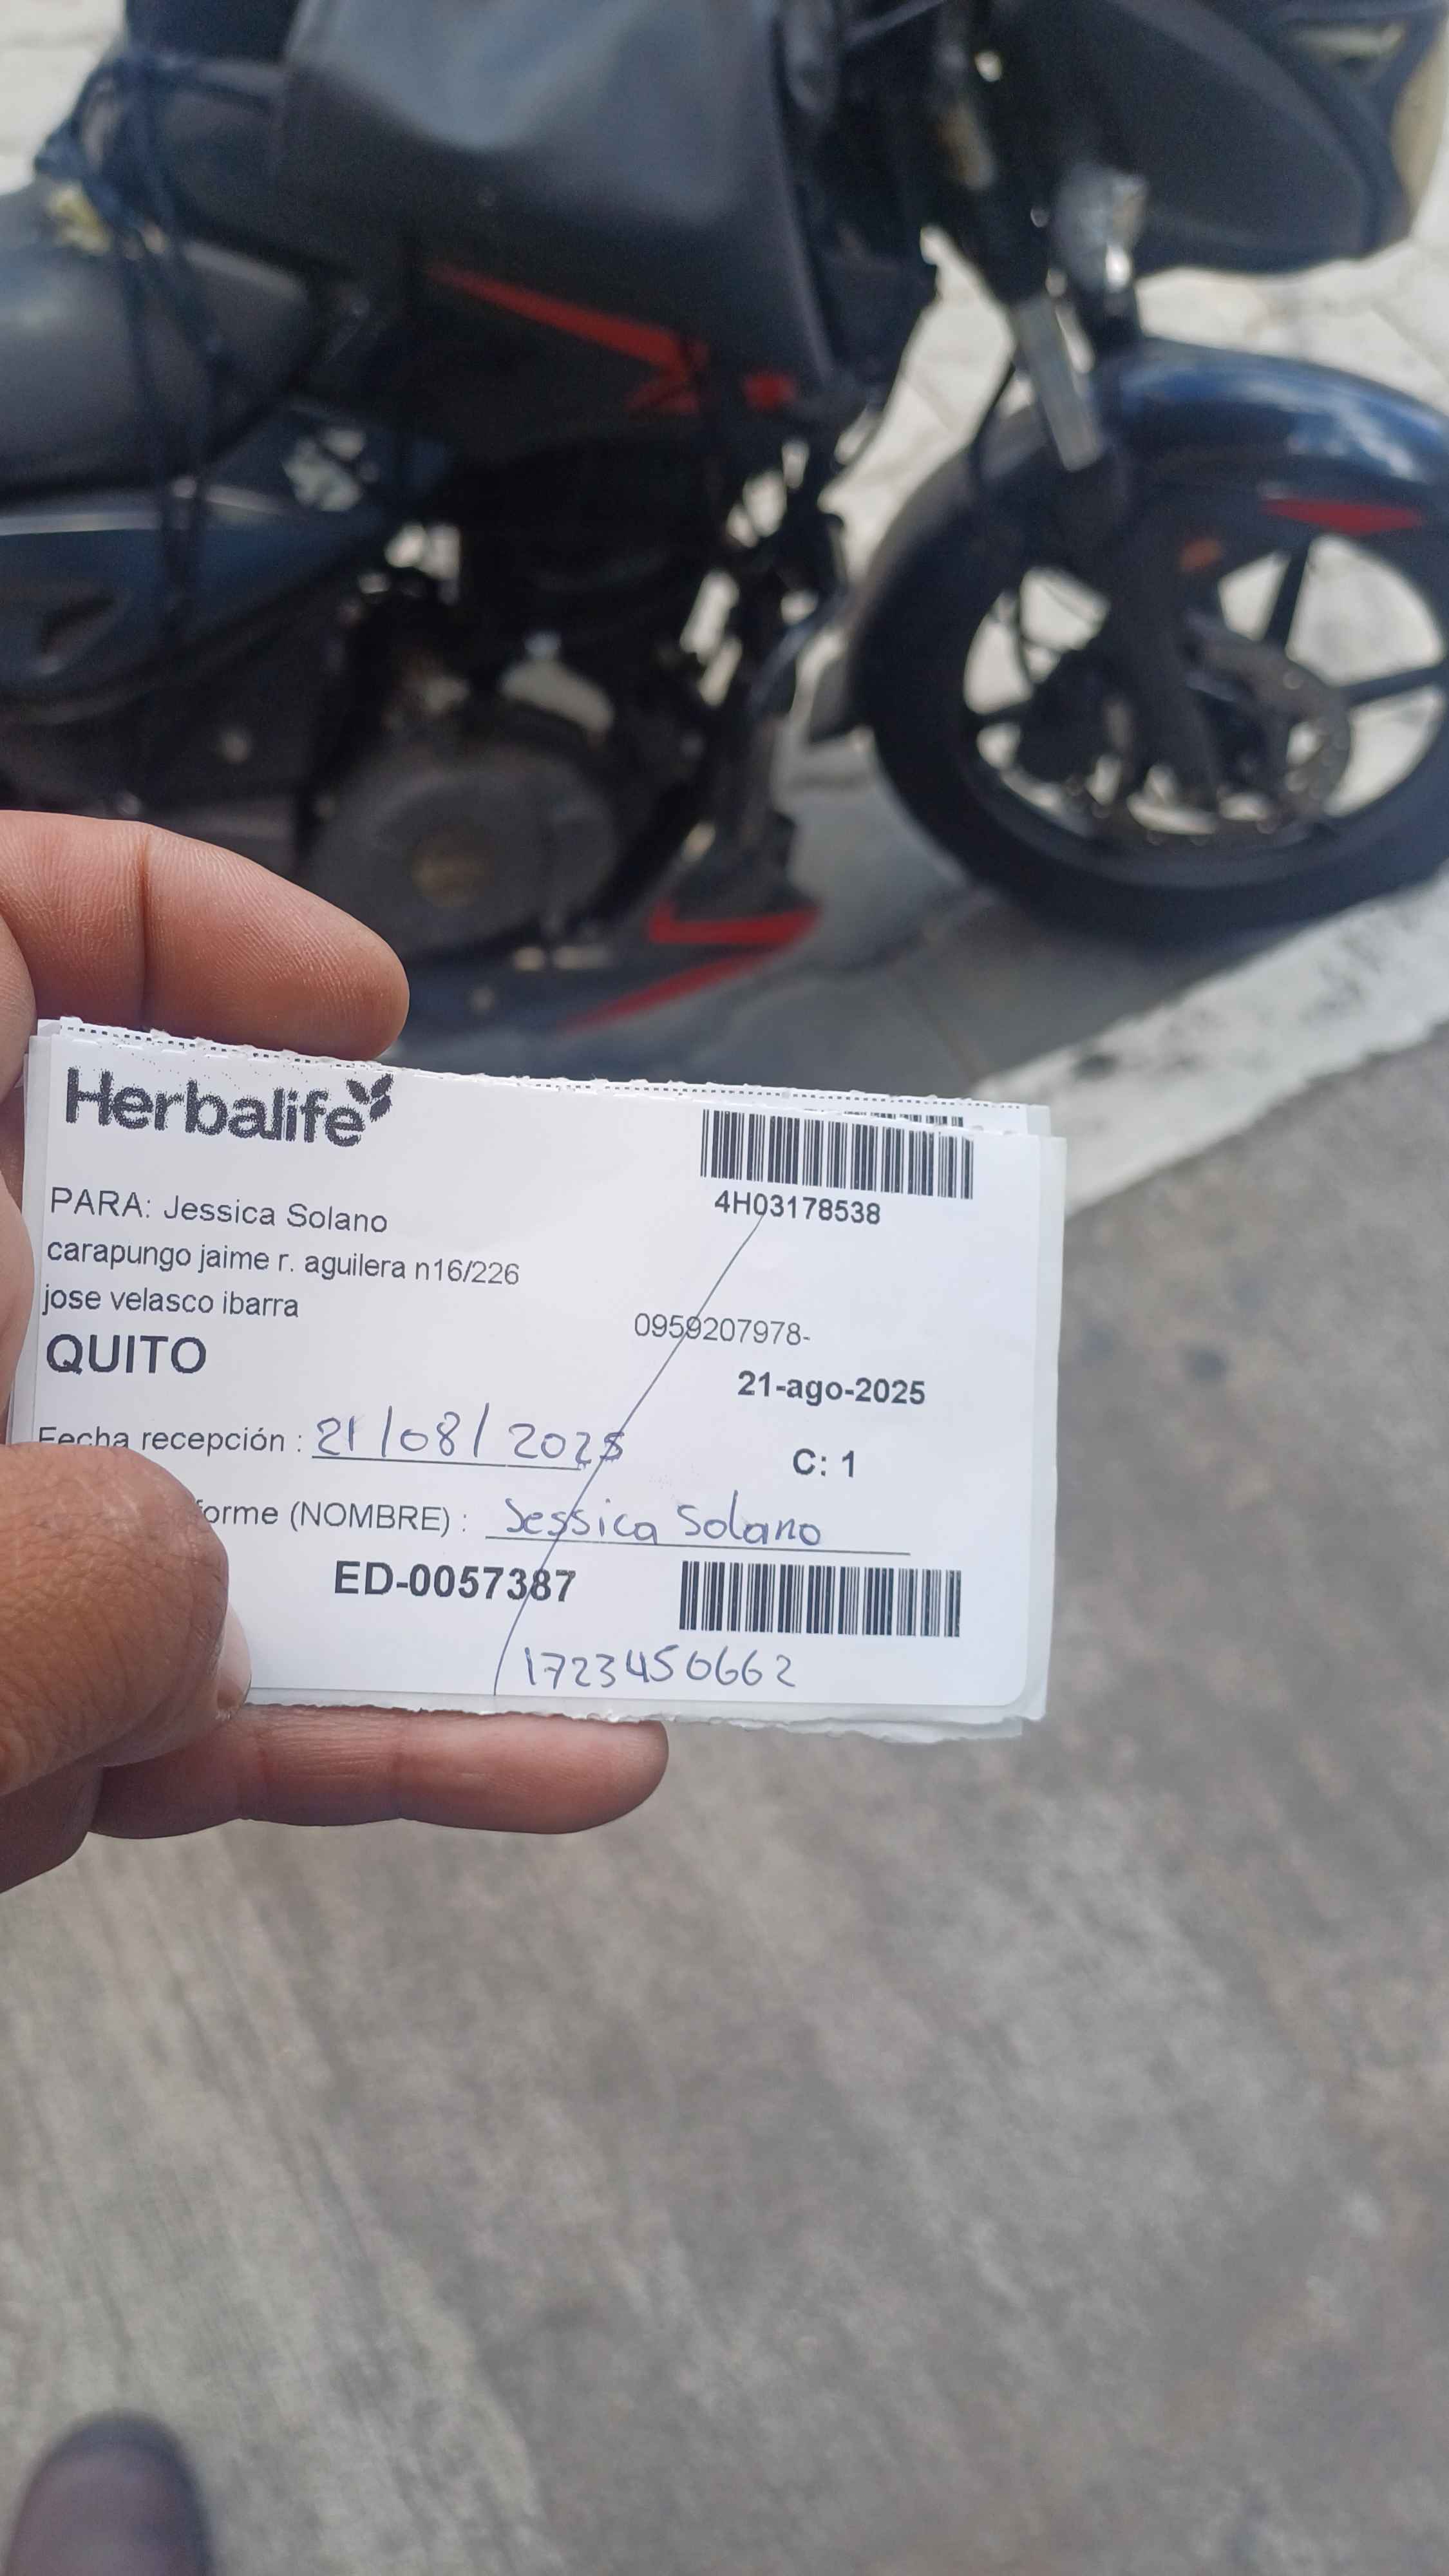 Herbalife
4H03178538
PARA: Jessica Solano
carapungo jaime r. aguilera n16/226
jose velasco ibarra
0959207978-
QUITO
21-ago-2025
Fecha recepción : 21/08/2025
C: 1
forme (NOMBRE) : Jessica Solano
ED-0057387
1723450662